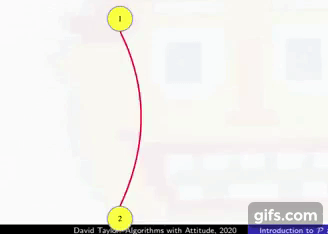 1
2
David Taylor Algorithms with Attitude, 2020
Introduction to P
gifs.com